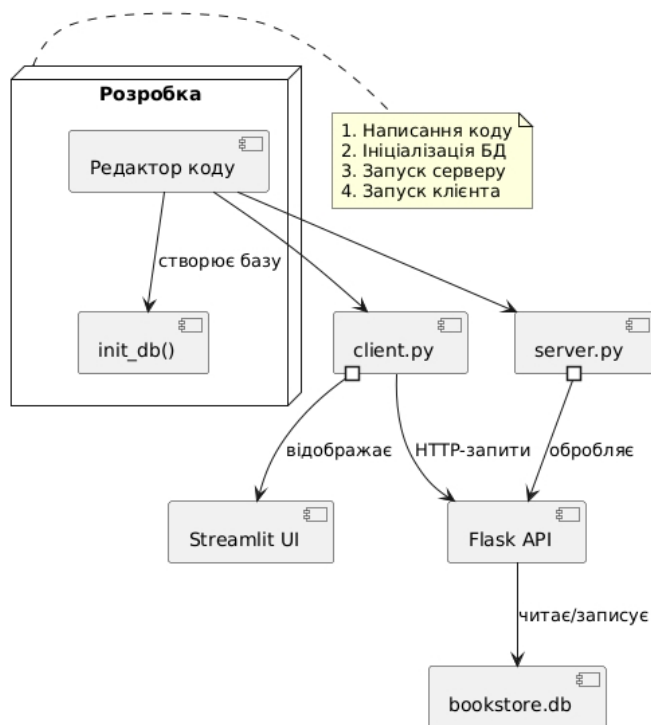 Розробка
1. Написання коду
2. Ініціалізація БД
3. Запуск серверу
4. Запуск клієнта
Редактор коду
створює базу
init_db()
client.py
server.py
відображає
HTTP-запити
обробляє
Streamlit UI
Flask API
читає/записує
bookstore.db